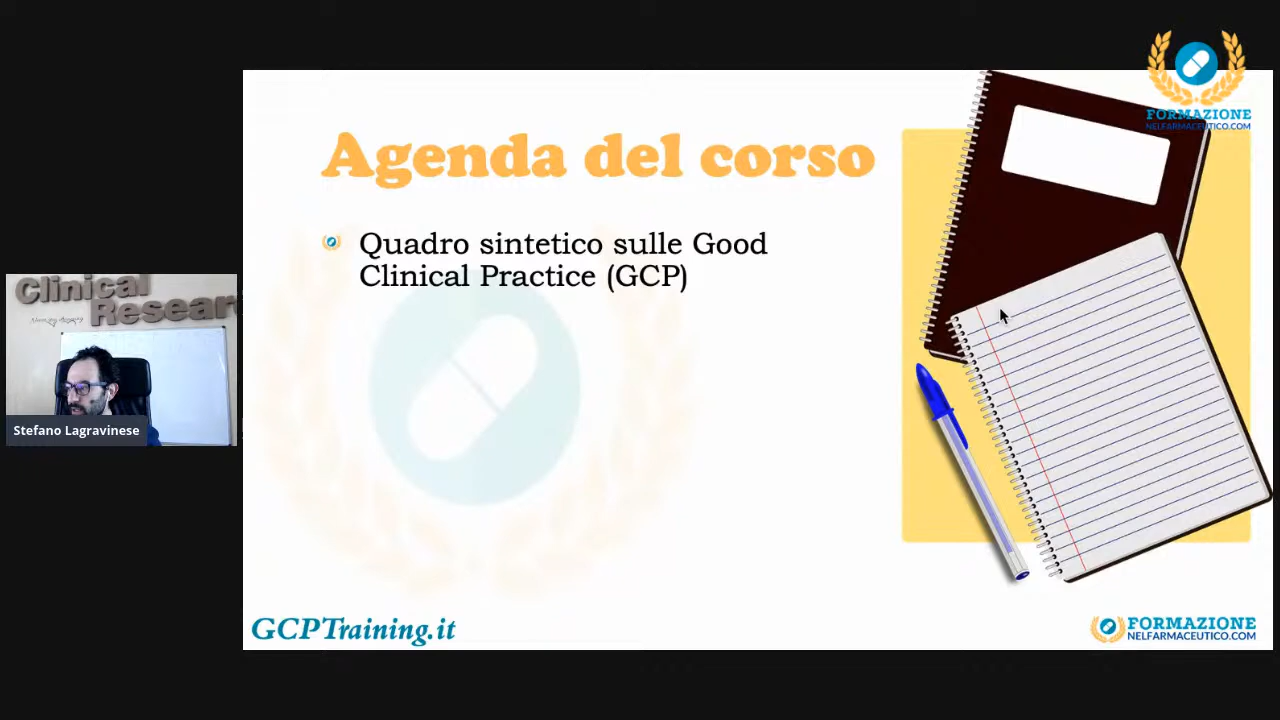 FORMAZIONE
NELFARMACEUTICO.COM
Agenda del corso
Quadro sintetico sulle Good
Clinical Practice (GCP)
Clinical
Resear
Stefano Lagravinese
GCPTraining.it
FORMAZIONE
NELFARMACEUTICO.COM